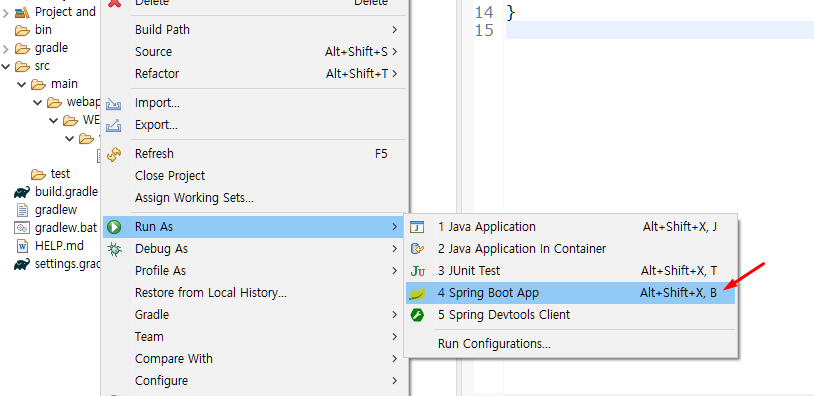 Project and
bin
gradle
src
main
webap
WE
test
build.gradle
gradlew
gradlew.bat
HELP.md
settings.grad
Delete Delete
Build Path
Source Alt+Shift+S
Refactor Alt+Shift+T
Import...
Export...
Refresh F5
Close Project
Assign Working Sets...
Run As
Debug As
Profile As
Restore from Local History...
Gradle
Team
Compare With
Configure
1 Java Application Alt+Shift+X, J
2 Java Application In Container
3 JUnit Test Alt+Shift+X, T
4 Spring Boot App Alt+Shift+X, B
5 Spring Devtools Client
Run Configurations...
14 }
15